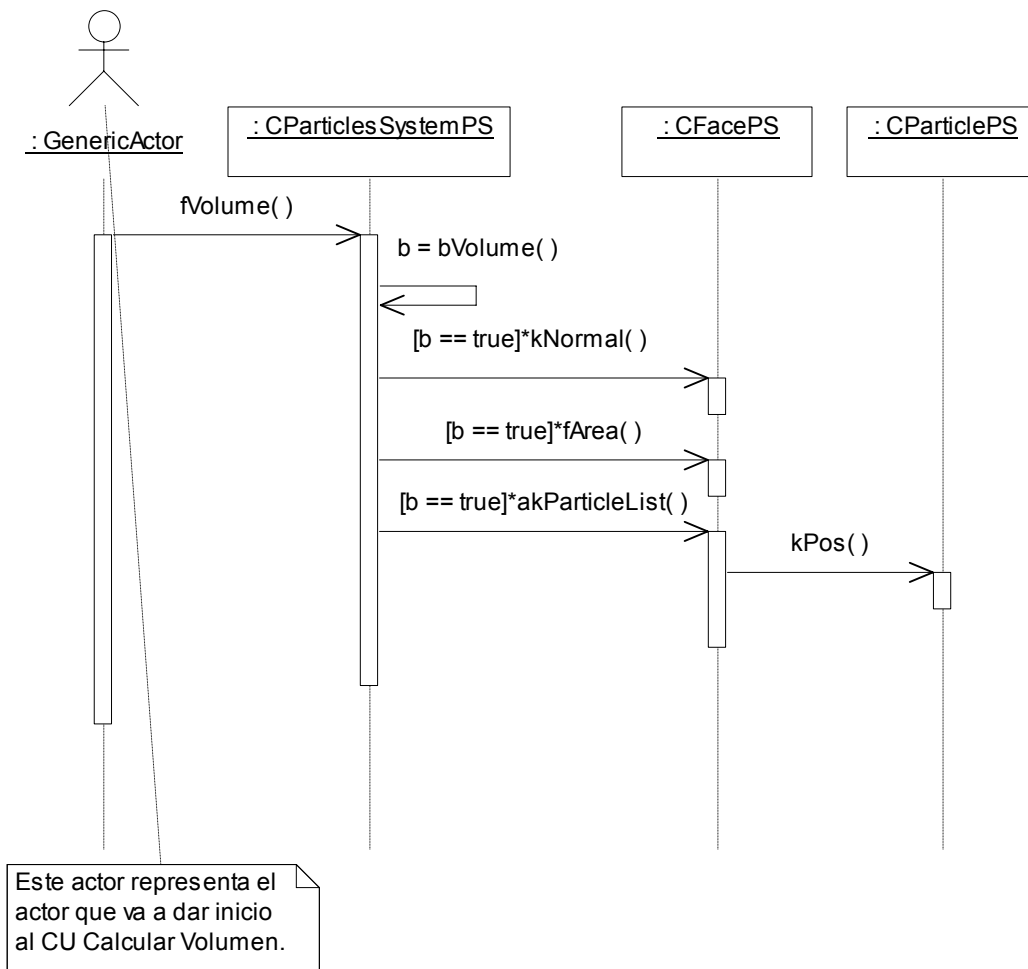 : GenericActor
: CParticlesSystemPS
: CFacePS
: CParticlePS
fVolume( )
b = bVolume( )
[b == true]*kNormal( )
[b == true]*fArea( )
[b == true]*akParticleList( )
kPos( )
Este actor representa el
actor que va a dar inicio
al CU Calcular Volumen.